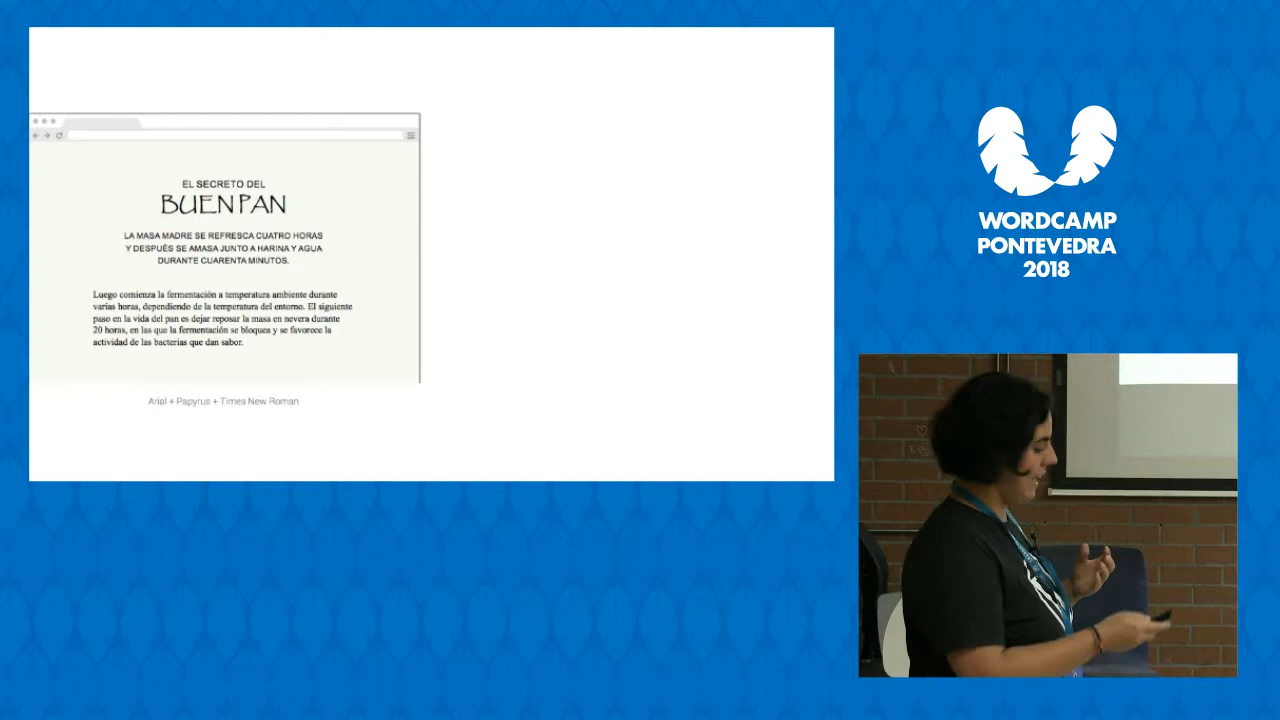 EL SECRETO DEL
BUEN PAN
LA MASA MADRE SE REFRESCA CUATRO HORAS
Y DESPUÉS SE AMASA JUNTO A HARINA Y AGUA
DURANTE CUARENTA MINUTOS.
Luego comienza la fermentación a temperatura ambiente durante
varias horas, dependiendo de la temperatura del entorno. El siguiente
paso en la vida del pan es dejar reposar la masa en nevera durante
20 horas, en las que la fermentación se bloquea y se favorece la
actividad de las bacterias que dan sabor.
Arial + Papyrus + Times New Roman
WORDCAMP
PONTEVEDRA
2018